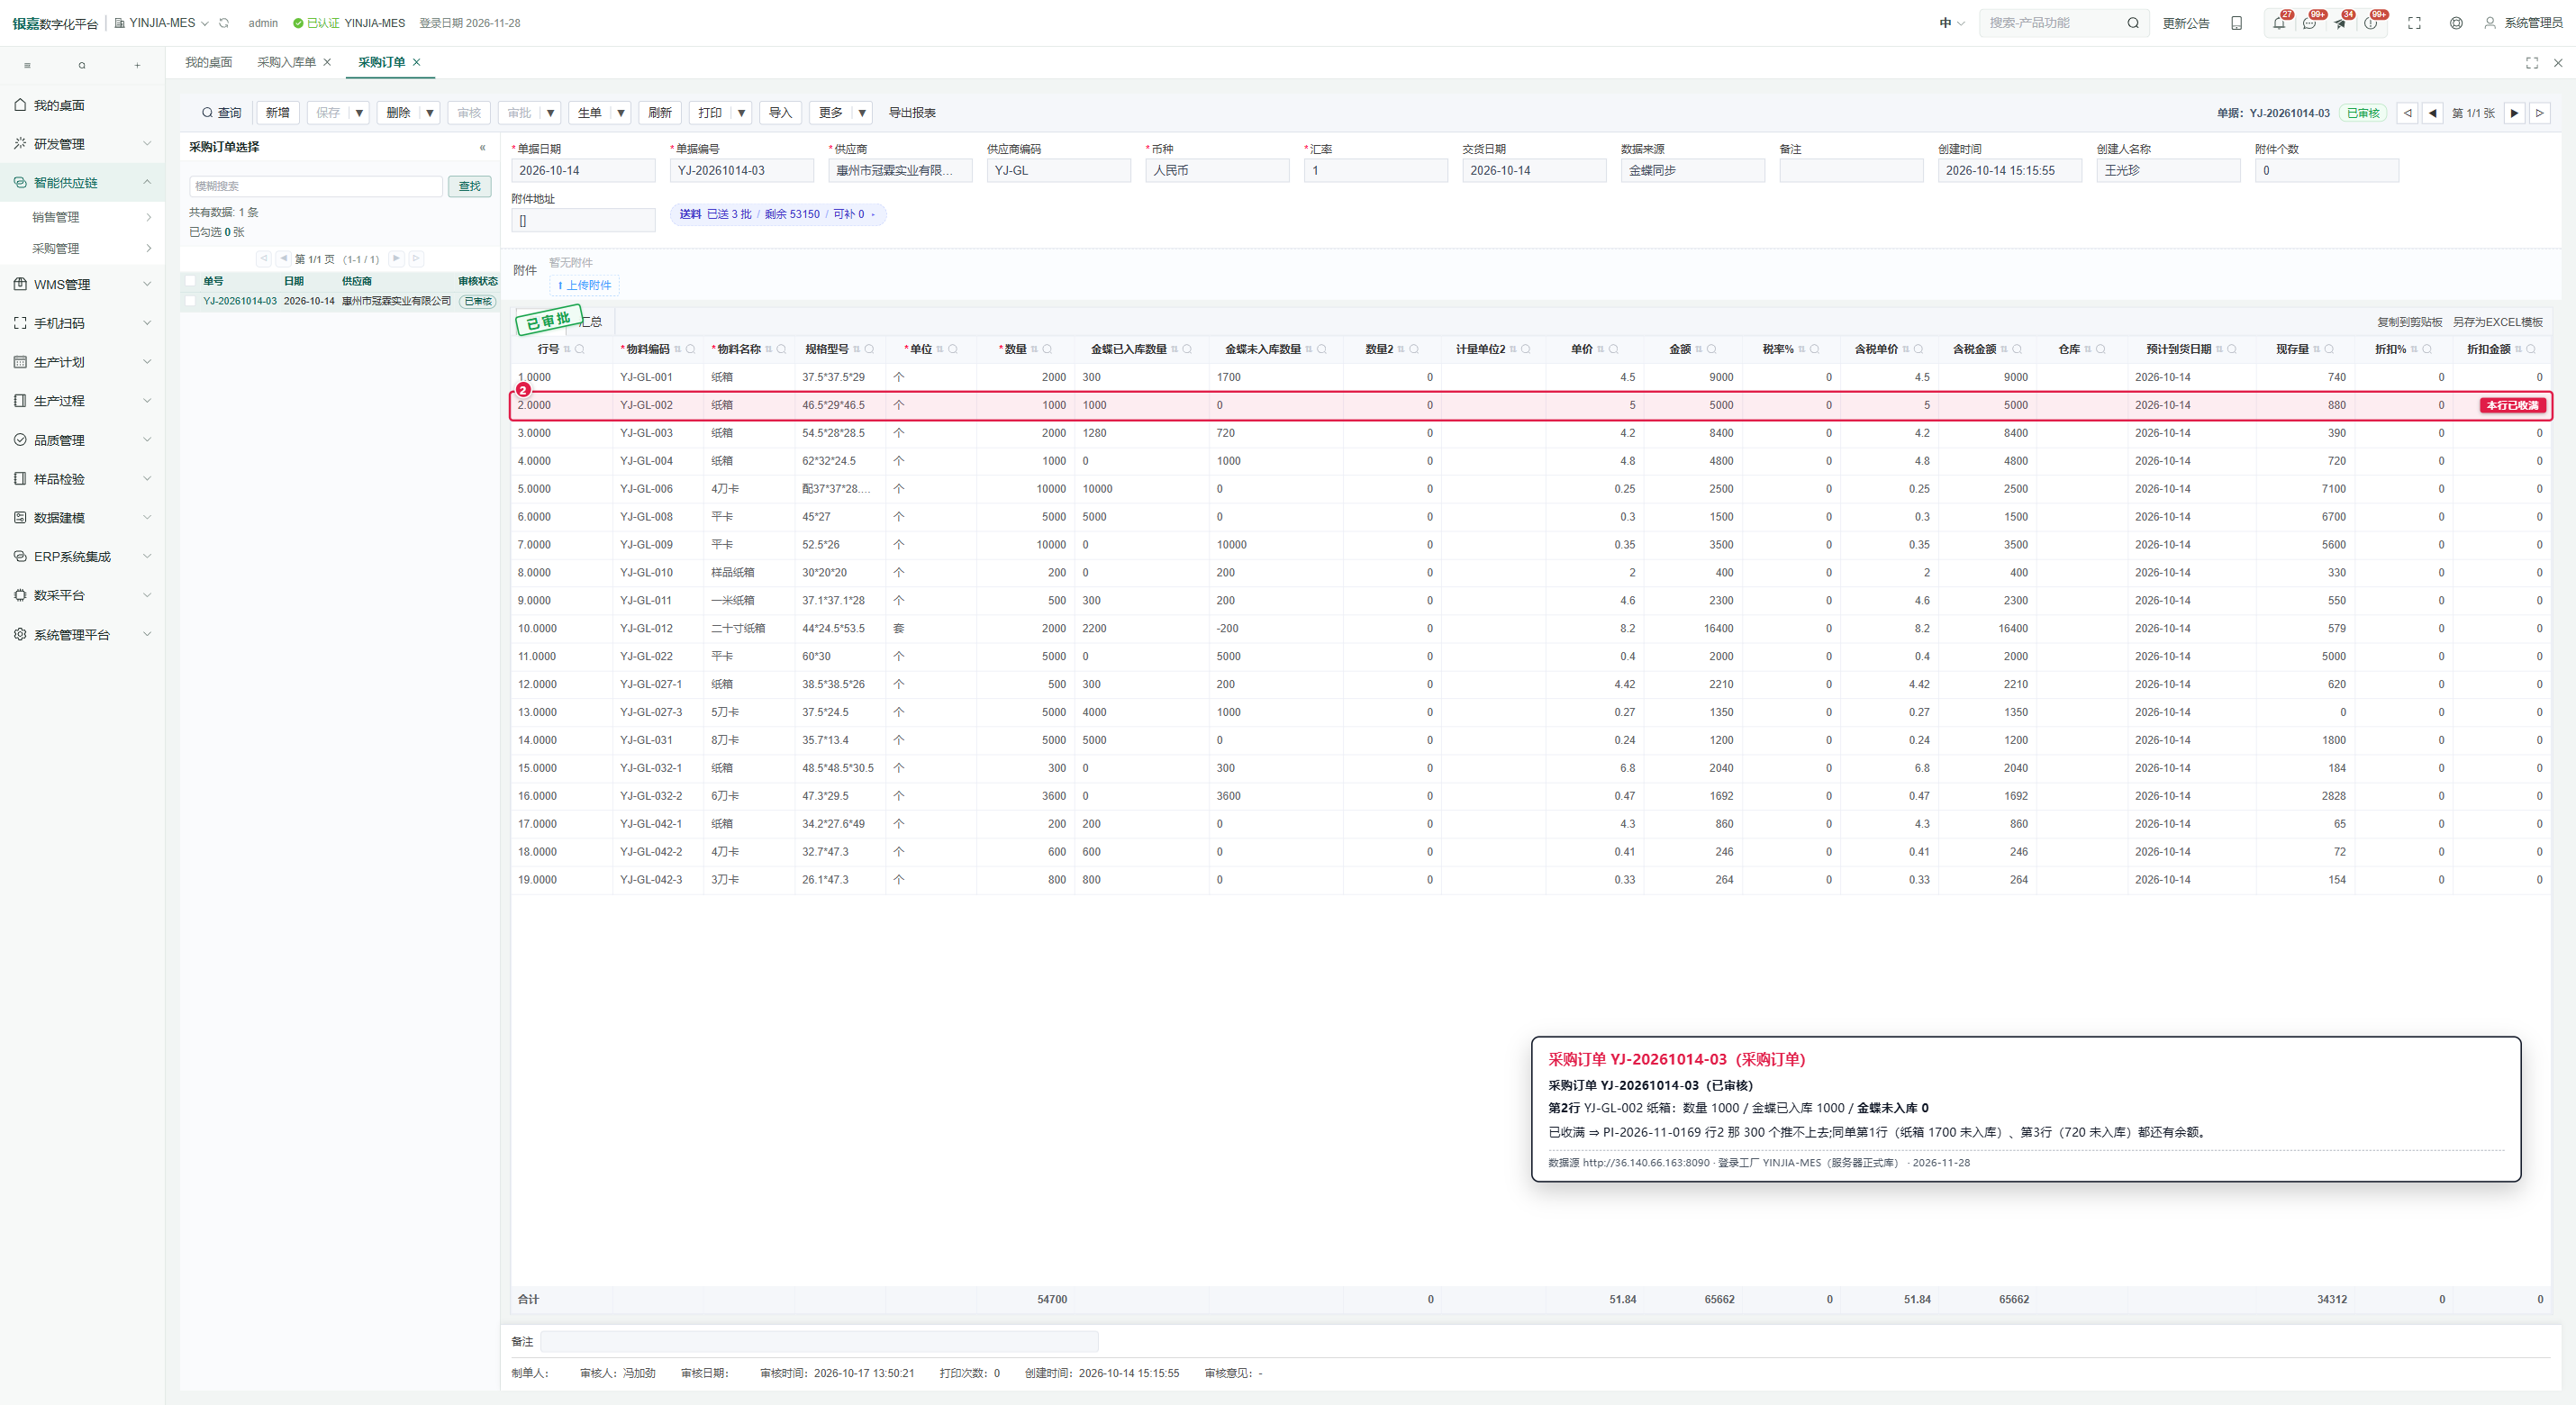 银嘉数字化平台 YINJIA-MES admin 已认证 YINJIA-MES 登录日期 2026-11-28 中 搜索-产品功能 更新公告 27 99+ 34 99+ 系统管理员
我的桌面 采购入库单 采购订单
我的桌面
研发管理
智能供应链
销售管理
采购管理
WMS管理
手机扫码
生产计划
生产过程
品质管理
样品检验
数据建模
ERP系统集成
数采平台
系统管理平台
查询 新增 保存 删除 审核 审批 生单 刷新 打印 导入 更多 导出报表 单据: YJ-20261014-03 已审核 第 1/1 张
采购订单选择 «
模糊搜索 查找
共有数据: 1 条
已勾选 0 张
第 1/1 页 (1-1 / 1)
单号 日期 供应商 审核状态
YJ-20261014-03 2026-10-14 惠州市冠霖实业有限公司 已审核
*单据日期 *单据编号 *供应商 供应商编码 *币种 *汇率 交货日期 数据来源 备注 创建时间 创建人名称 附件个数
2026-10-14 YJ-20261014-03 惠州市冠霖实业有限... YJ-GL 人民币 1 2026-10-14 金蝶同步 2026-10-14 15:15:55 王光珍 0
附件地址
[] 送料 已送 3 批 / 剩余 53150 / 可补 0
附件 暂无附件
上传附件
已审批 汇总 复制到剪贴板 另存为EXCEL模板
行号 *物料编码 *物料名称 规格型号 *单位 *数量 金蝶已入库数量 金蝶未入库数量 数量2 计量单位2 单价 金额 税率% 含税单价 含税金额 仓库 预计到货日期 现存量 折扣% 折扣金额
1.0000 YJ-GL-001 纸箱 37.5*37.5*29 个 2000 300 1700 0 4.5 9000 0 4.5 9000 2026-10-14 740 0 0
2
2.0000 YJ-GL-002 纸箱 46.5*29*46.5 个 1000 1000 0 0 5 5000 0 5 5000 2026-10-14 880 0 本行已收满
3.0000 YJ-GL-003 纸箱 54.5*28*28.5 个 2000 1280 720 0 4.2 8400 0 4.2 8400 2026-10-14 390 0 0
4.0000 YJ-GL-004 纸箱 62*32*24.5 个 1000 0 1000 0 4.8 4800 0 4.8 4800 2026-10-14 720 0 0
5.0000 YJ-GL-006 4刀卡 配37*37*28.... 个 10000 10000 0 0 0.25 2500 0 0.25 2500 2026-10-14 7100 0 0
6.0000 YJ-GL-008 平卡 45*27 个 5000 5000 0 0 0.3 1500 0 0.3 1500 2026-10-14 6700 0 0
7.0000 YJ-GL-009 平卡 52.5*26 个 10000 0 10000 0 0.35 3500 0 0.35 3500 2026-10-14 5600 0 0
8.0000 YJ-GL-010 样品纸箱 30*20*20 个 200 0 200 0 2 400 0 2 400 2026-10-14 330 0 0
9.0000 YJ-GL-011 一米纸箱 37.1*37.1*28 个 500 300 200 0 4.6 2300 0 4.6 2300 2026-10-14 550 0 0
10.0000 YJ-GL-012 二十寸纸箱 44*24.5*53.5 套 2000 2200 -200 0 8.2 16400 0 8.2 16400 2026-10-14 579 0 0
11.0000 YJ-GL-022 平卡 60*30 个 5000 0 5000 0 0.4 2000 0 0.4 2000 2026-10-14 5000 0 0
12.0000 YJ-GL-027-1 纸箱 38.5*38.5*26 个 500 300 200 0 4.42 2210 0 4.42 2210 2026-10-14 620 0 0
13.0000 YJ-GL-027-3 5刀卡 37.5*24.5 个 5000 4000 1000 0 0.27 1350 0 0.27 1350 2026-10-14 0 0 0
14.0000 YJ-GL-031 8刀卡 35.7*13.4 个 5000 5000 0 0 0.24 1200 0 0.24 1200 2026-10-14 1800 0 0
15.0000 YJ-GL-032-1 纸箱 48.5*48.5*30.5 个 300 0 300 0 6.8 2040 0 6.8 2040 2026-10-14 184 0 0
16.0000 YJ-GL-032-2 6刀卡 47.3*29.5 个 3600 0 3600 0 0.47 1692 0 0.47 1692 2026-10-14 2828 0 0
17.0000 YJ-GL-042-1 纸箱 34.2*27.6*49 个 200 200 0 0 4.3 860 0 4.3 860 2026-10-14 65 0 0
18.0000 YJ-GL-042-2 4刀卡 32.7*47.3 个 600 600 0 0 0.41 246 0 0.41 246 2026-10-14 72 0 0
19.0000 YJ-GL-042-3 3刀卡 26.1*47.3 个 800 800 0 0 0.33 264 0 0.33 264 2026-10-14 154 0 0
采购订单 YJ-20261014-03（采购订单）
采购订单 YJ-20261014-03（已审核）
第2行 YJ-GL-002 纸箱：数量 1000 / 金蝶已入库 1000 / 金蝶未入库 0
已收满 ⇒ PI-2026-11-0169 行2 那 300 个推不上去;同单第1行（纸箱 1700 未入库）、第3行（720 未入库）都还有余额。
数据源 http://36.140.66.163:8090 · 登录工厂 YINJIA-MES（服务器正式库） · 2026-11-28
合计 54700 0 51.84 65662 0 51.84 65662 34312 0 0
备注
制单人: 审核人: 冯加劲 审核日期: 审核时间: 2026-10-17 13:50:21 打印次数: 0 创建时间: 2026-10-14 15:15:55 审核意见: -